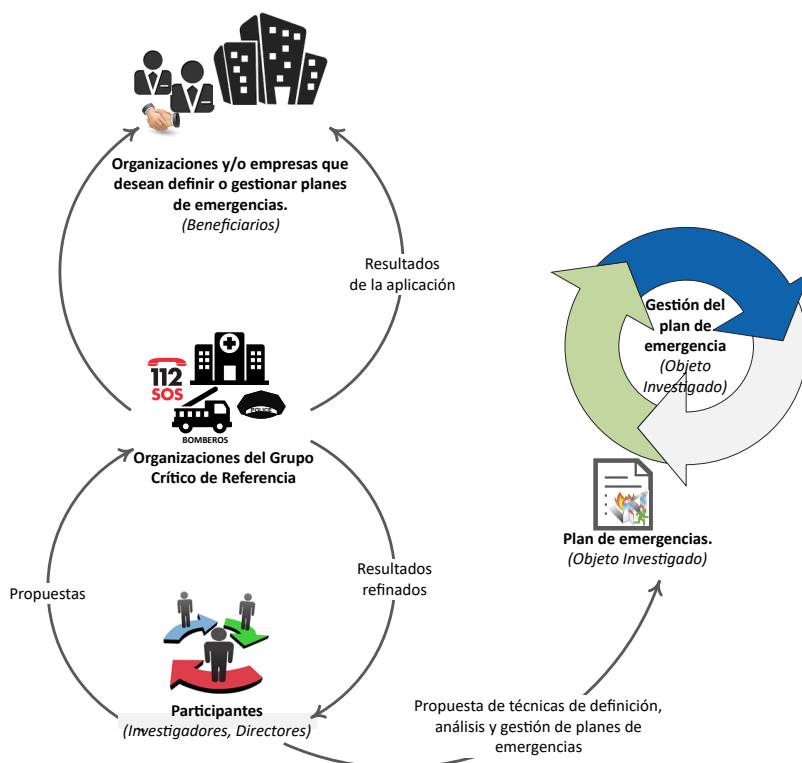 Organizaciones y/o empresas que
desean definir o gestionar planes
de emergencias.
(Beneficiarios)
Resultados
de la aplicación
Gestión del
plan de
emergencia
(Objeto
Investigado)
112
SOS
POLICE
BOMBEROS
Organizaciones del Grupo
Crítico de Referencia
Plan de emergencias.
(Objeto Investigado)
Propuestas
Resultados
refinados
Participantes
(Investigadores, Directores)
Propuesta de técnicas de definición,
análisis y gestión de planes de
emergencias